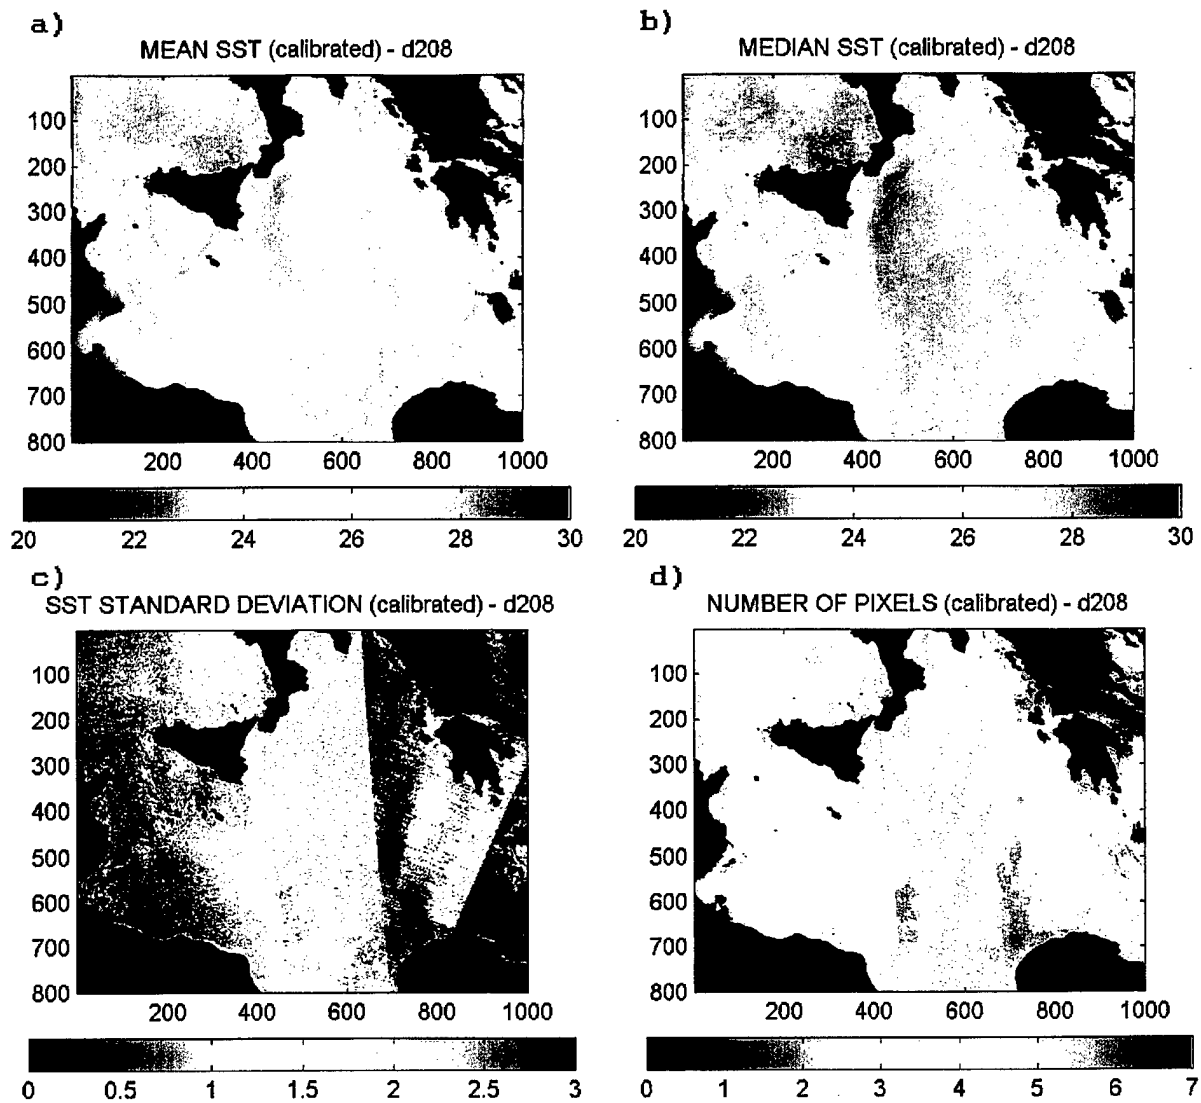 a)
MEAN SST (calibrated) - d208
100
200
300
400
500
600
700
800
200 400 600 800 1000
20 22 24 26 28 30
b)
MEDIAN SST (calibrated) - d208
100
200
300
400
500
600
700
800
200 400 600 800 1000
20 22 24 26 28 30
c)
SST STANDARD DEVIATION (calibrated) - d208
100
200
300
400
500
600
700
800
200 400 600 800 1000
0 0.5 1 1.5 2 2.5 3
d)
NUMBER OF PIXELS (calibrated) - d208
100
200
300
400
500
600
700
800
200 400 600 800 1000
0 1 2 3 4 5 6 7